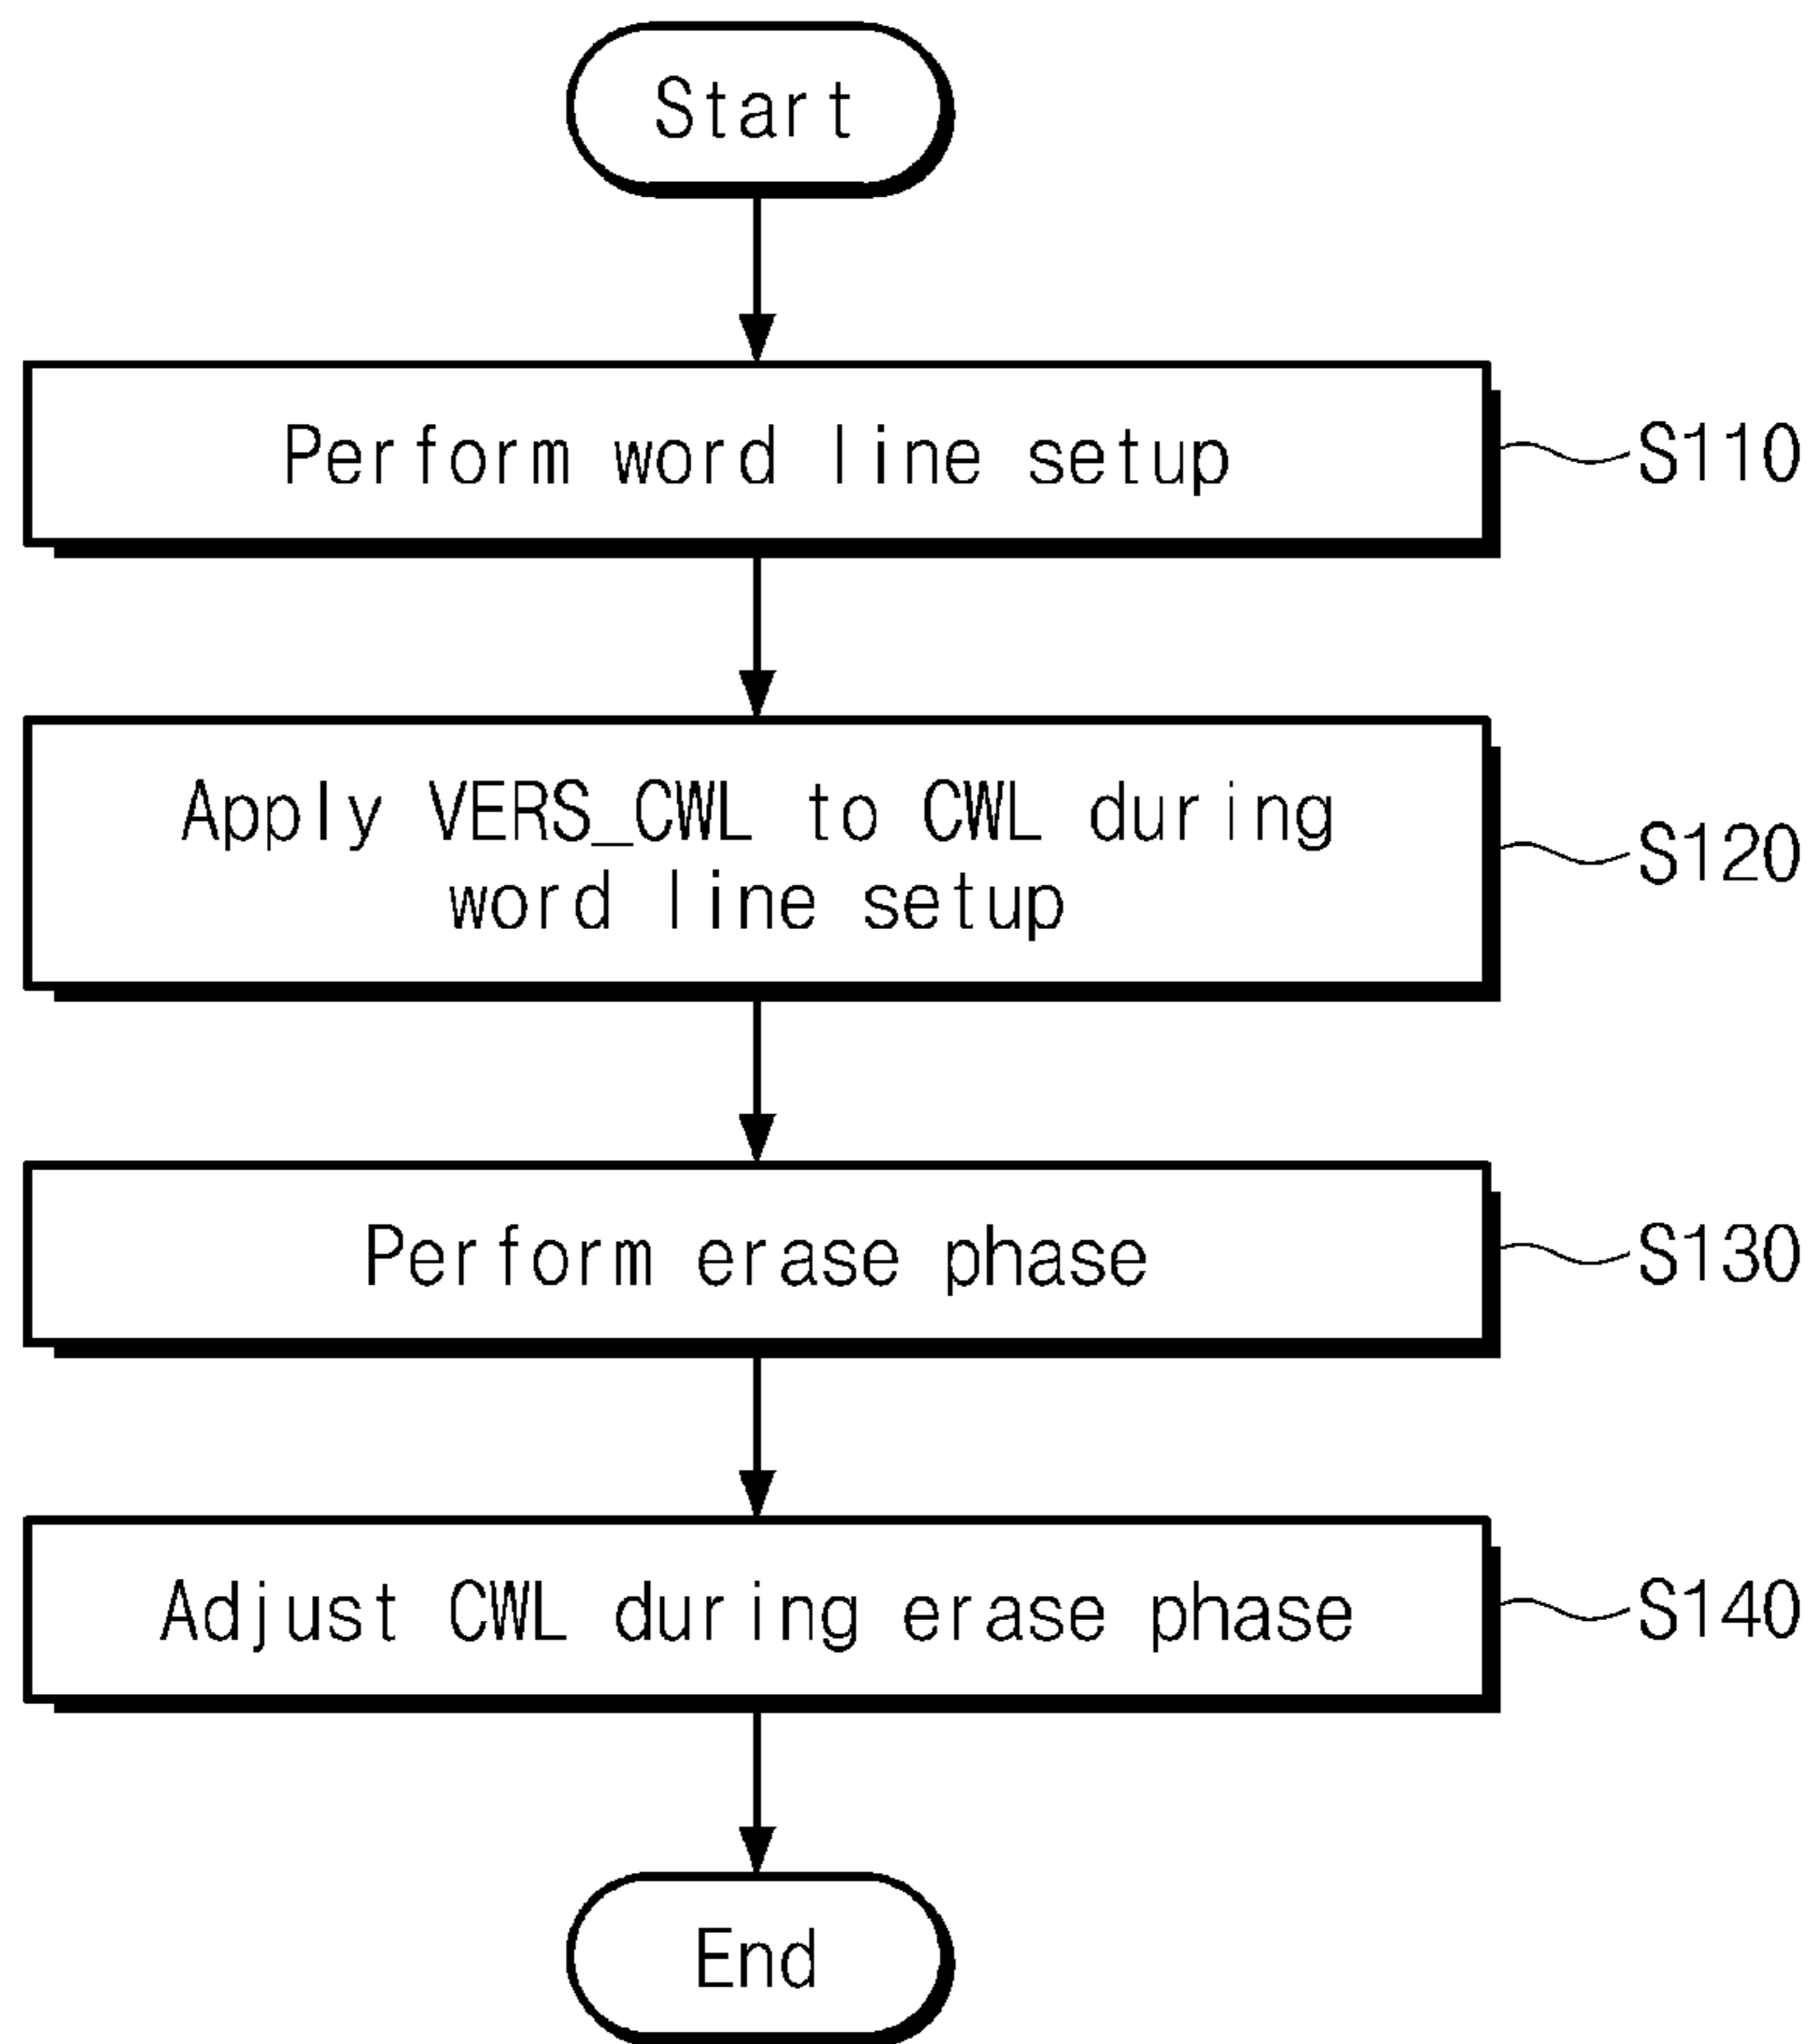 Start
Perform word line setup
S110
Apply VERS_CWL to CWL during
word line setup
S120
Perform erase phase
S130
Adjust CWL during erase phase
S140
End